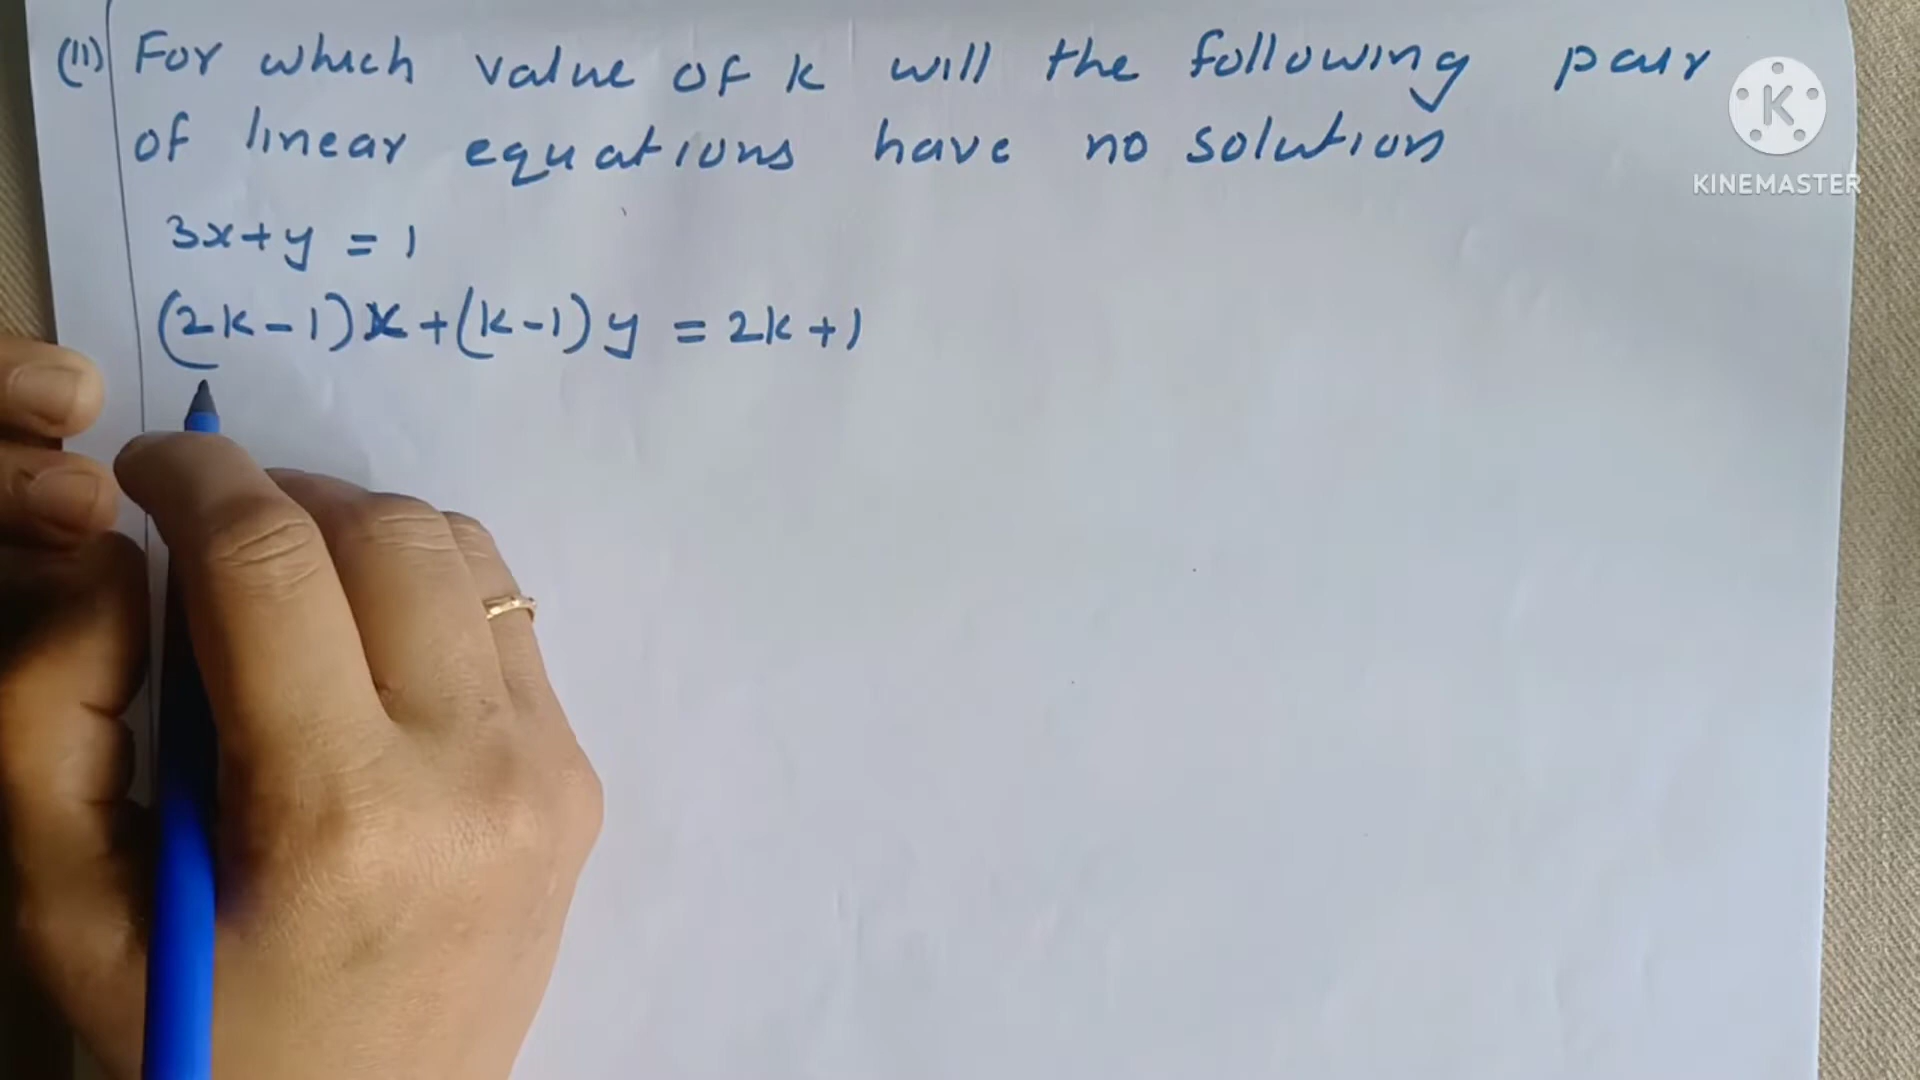 (ii) For which value of k will the following pair
of linear equations have no solution
3x+y = 1
(2k-1)x+(k-1)y = 2k+1
K
KINEMASTER